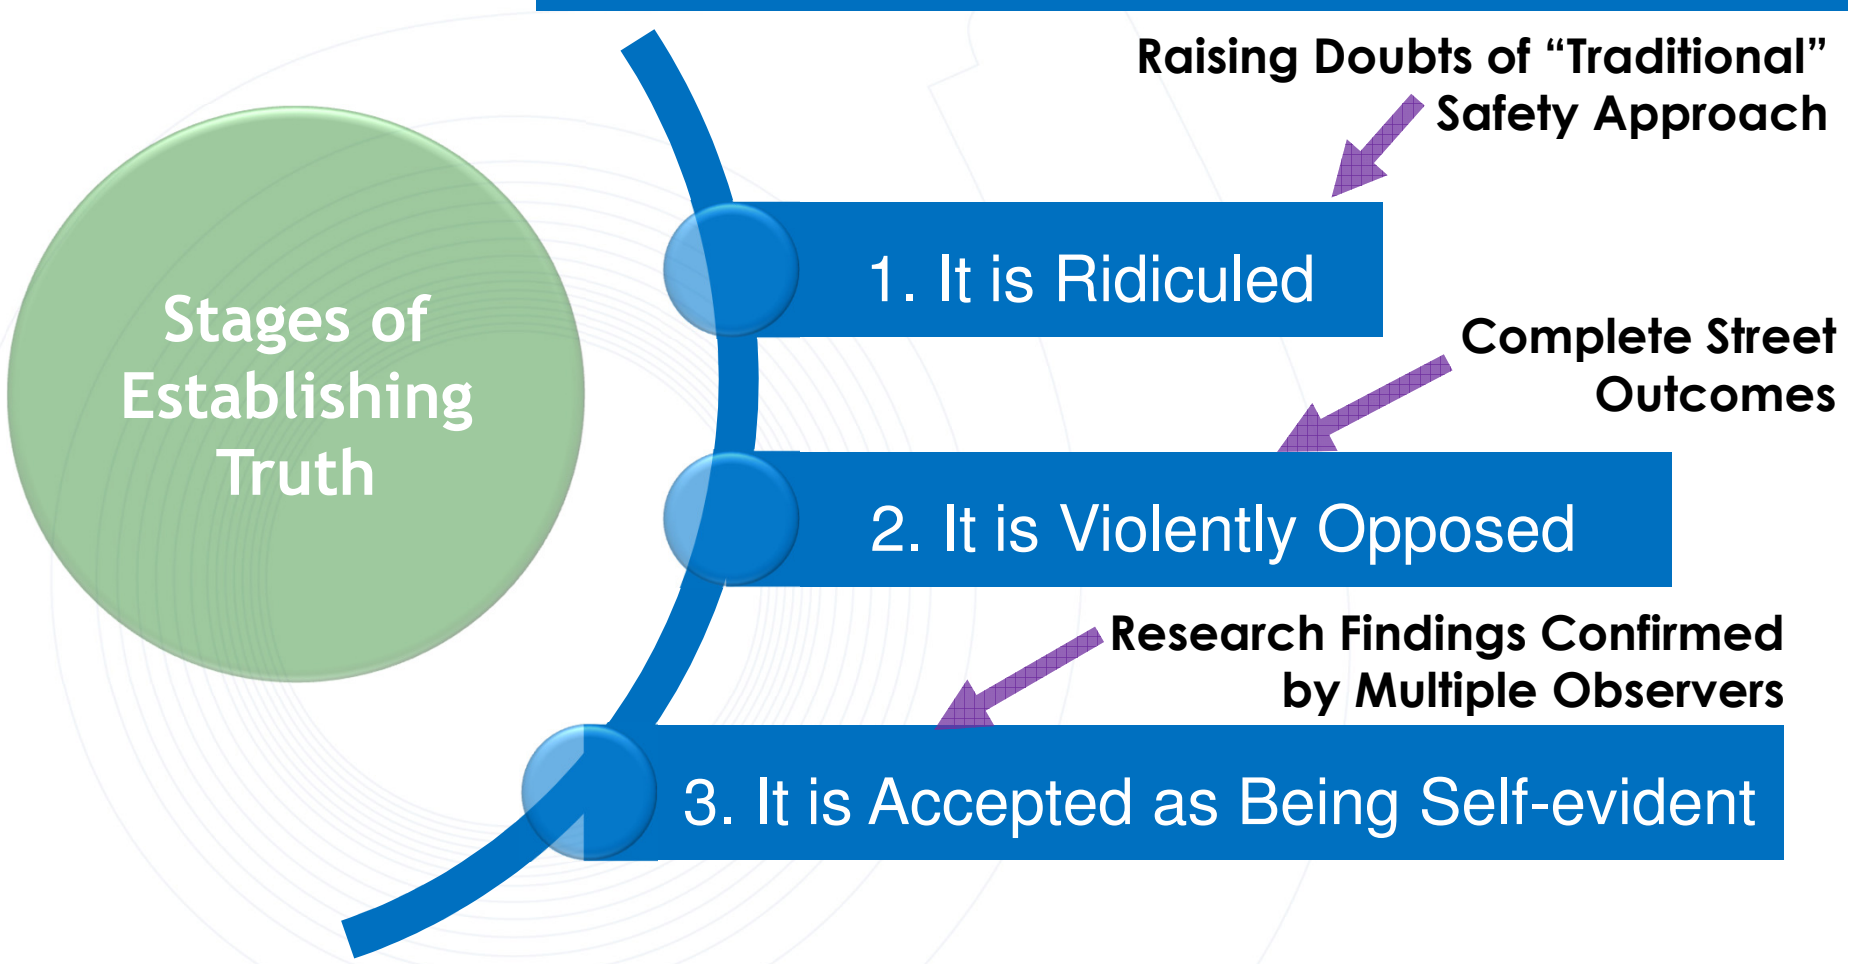 Raising Doubts of “Traditional”
Safety Approach
Stages of
Establishing
Truth
1. It is Ridiculed
Complete Street
Outcomes
2. It is Violently Opposed
Research Findings Confirmed
by Multiple Observers
3. It is Accepted as Being Self-evident